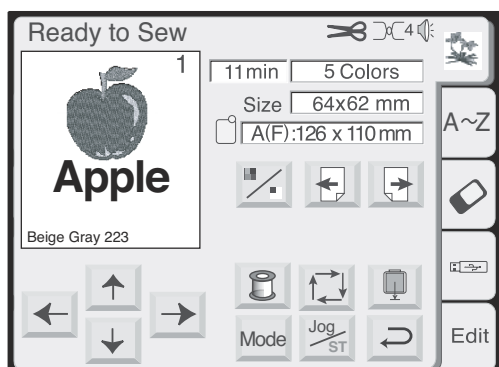 Ready to Sew
4
1
11min
5 Colors
Size
64x62 mm
A(F):126 x 110mm
A~Z
Apple
Beige Gray 223
Mode
Jog
ST
Edit